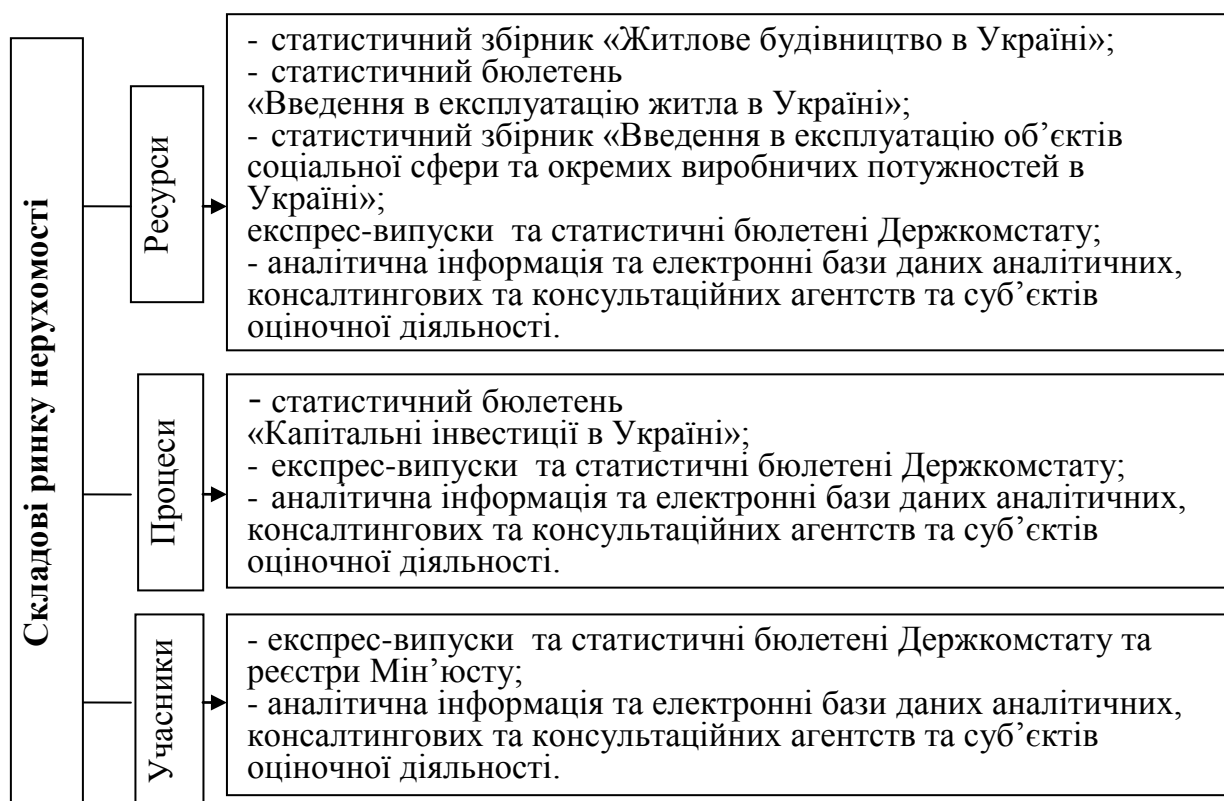 Складові ринку нерухомості
Ресурси
- статистичний збірник «Житлове будівництво в Україні»;
- статистичний бюлетень
«Введення в експлуатацію житла в Україні»;
- статистичний збірник «Введення в експлуатацію об’єктів
соціальної сфери та окремих виробничих потужностей в
Україні»;
експрес-випуски та статистичні бюлетені Держкомстату;
- аналітична інформація та електронні бази даних аналітичних,
консалтингових та консультаційних агентств та суб’єктів
оціночної діяльності.
Процеси
- статистичний бюлетень
«Капітальні інвестиції в Україні»;
- експрес-випуски та статистичні бюлетені Держкомстату;
- аналітична інформація та електронні бази даних аналітичних,
консалтингових та консультаційних агентств та суб’єктів
оціночної діяльності.
Учасники
- експрес-випуски та статистичні бюлетені Держкомстату та
реєстри Мін’юсту;
- аналітична інформація та електронні бази даних аналітичних,
консалтингових та консультаційних агентств та суб’єктів
оціночної діяльності.